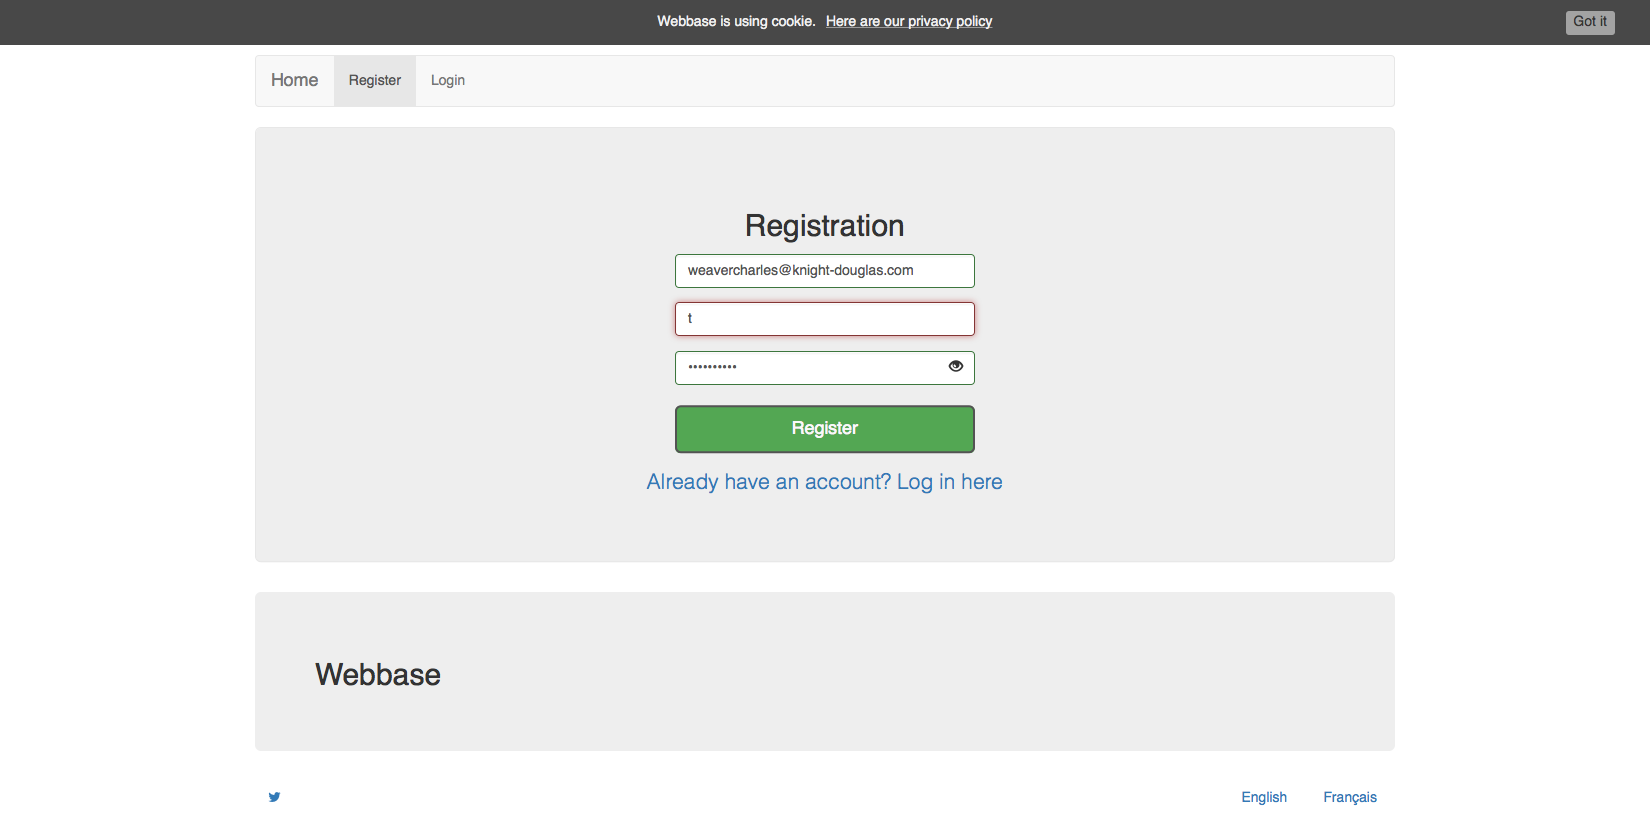 Webbase is using cookie. Here are our privacy policy Got it
Home Register Login
Registration
weavercharles@knight-douglas.com
t
••••••••••
Register
Already have an account? Log in here
Webbase
English Français